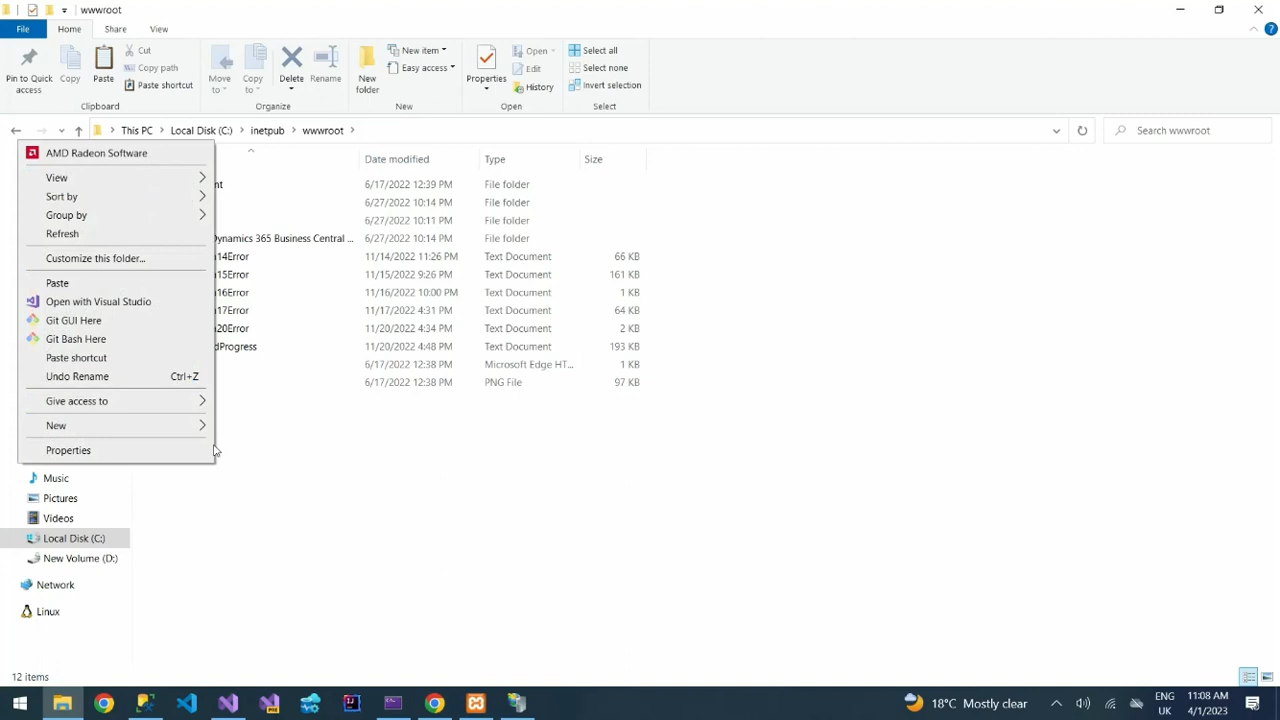 wwwroot
File Home Share View
Pin to Quick access
Copy
Paste
Cut
Copy path
Paste shortcut
Clipboard
Move to
Copy to
Delete
Rename
Organize
New folder
New item
Easy access
New
Properties
Open
Edit
History
Open
Select all
Select none
Invert selection
Select
This PC > Local Disk (C:) > inetpub > wwwroot >
Search wwwroot
Date modified Type Size
nt 6/17/2022 12:39 PM File folder
6/27/2022 10:14 PM File folder
6/27/2022 10:11 PM File folder
Dynamics 365 Business Central ... 6/27/2022 10:14 PM File folder
14Error 11/14/2022 11:26 PM Text Document 66 KB
15Error 11/15/2022 9:26 PM Text Document 161 KB
16Error 11/16/2022 10:00 PM Text Document 1 KB
17Error 11/17/2022 4:31 PM Text Document 64 KB
20Error 11/20/2022 4:34 PM Text Document 2 KB
dProgress 11/20/2022 4:48 PM Text Document 193 KB
6/17/2022 12:38 PM Microsoft Edge HT... 1 KB
6/17/2022 12:38 PM PNG File 97 KB
AMD Radeon Software
View
Sort by
Group by
Refresh
Customize this folder...
Paste
Open with Visual Studio
Git GUI Here
Git Bash Here
Paste shortcut
Undo Rename Ctrl+Z
Give access to
New
Properties
Music
Pictures
Videos
Local Disk (C:)
New Volume (D:)
Network
Linux
12 items
18°C Mostly clear
ENG
UK
11:08 AM
4/1/2023